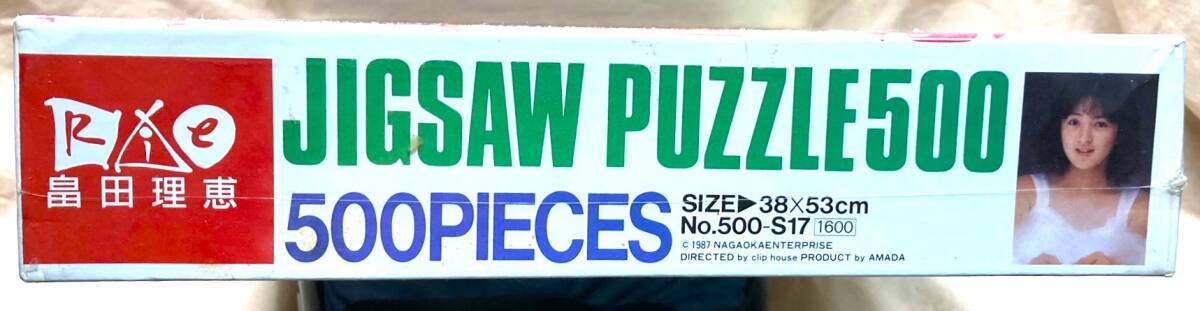 RAie
畠田理恵
JIGSAW PUZZLE500
500PIECES
SIZE▶38×53cm
No.500-S17 1600
©1987 NAGAOKAENTERPRISE
DIRECTED by clip house PRODUCT by AMADA